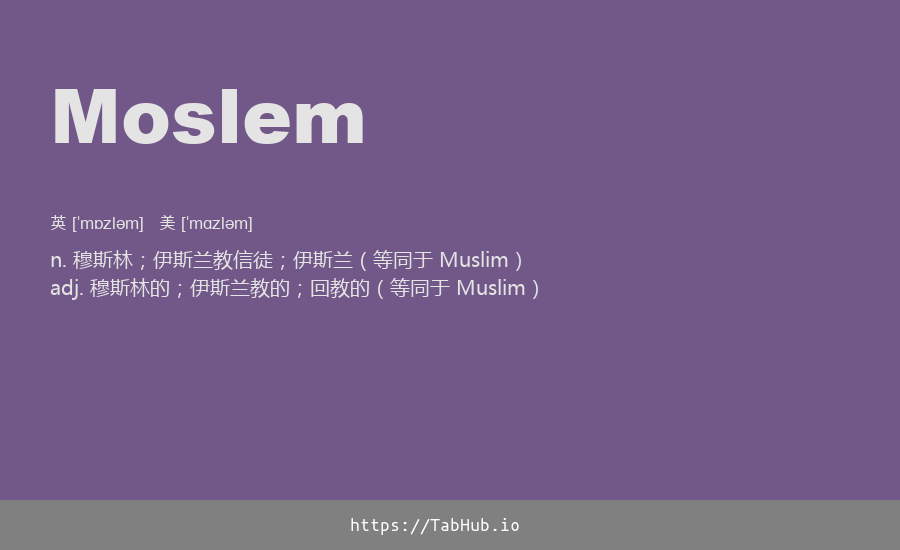 Moslem
英 [ˈmɒzləm] 美 [ˈmɑzləm]
n. 穆斯林；伊斯兰教信徒；伊斯兰（等同于 Muslim）
adj. 穆斯林的；伊斯兰教的；回教的（等同于 Muslim）
https://TabHub.io